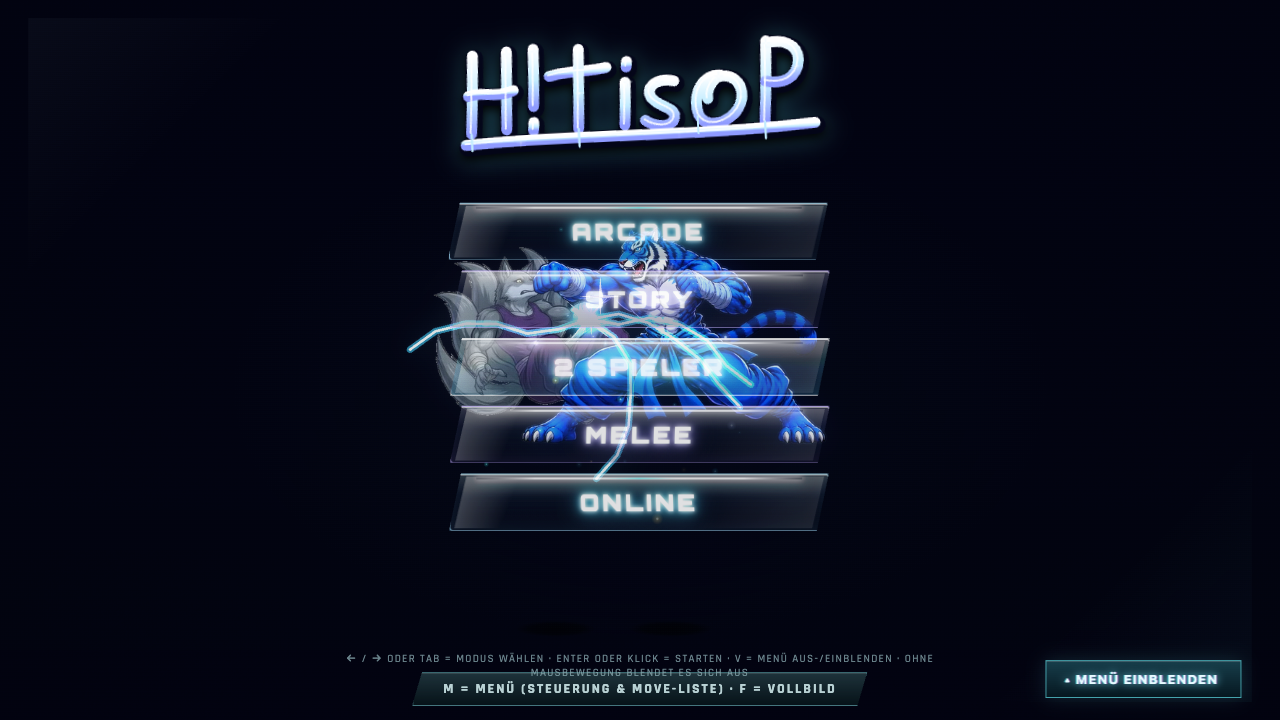 H!TisoP
ARCADE
STORY
2 SPIELER
MELEE
ONLINE
← / → ODER TAB = MODUS WÄHLEN · ENTER ODER KLICK = STARTEN · V = MENÜ AUS-/EINBLENDEN · OHNE
MAUSBEWEGUNG BLENDET ES SICH AUS
M = MENÜ (STEUERUNG & MOVE-LISTE) · F = VOLLBILD
▲ MENÜ EINBLENDEN